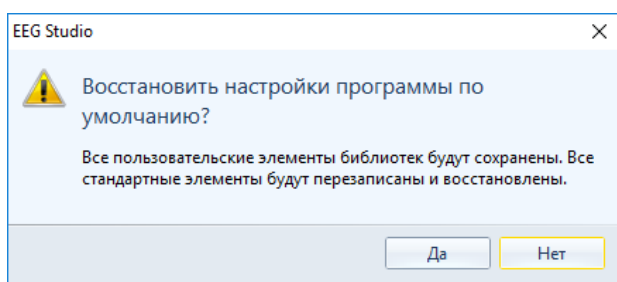 EEG Studio
Восстановить настройки программы по
умолчанию?
Все пользовательские элементы библиотек будут сохранены. Все
стандартные элементы будут перезаписаны и восстановлены.
Да
Нет